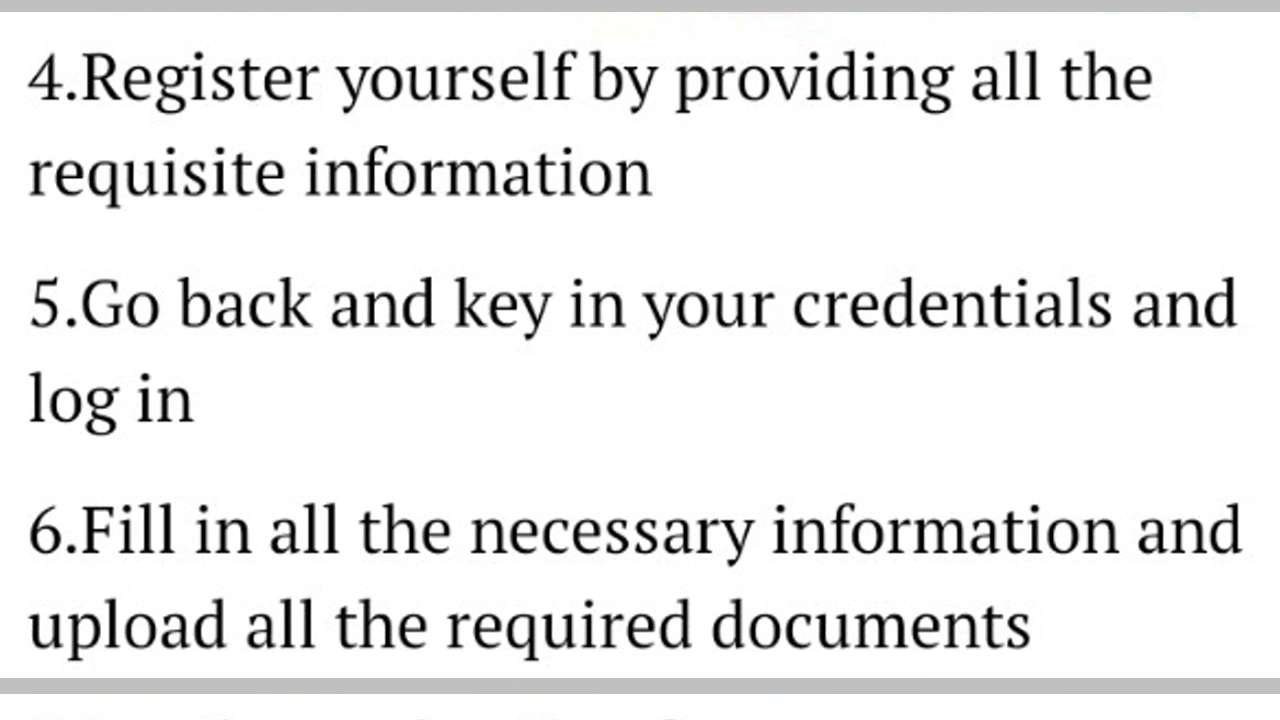 4.Register yourself by providing all the
requisite information
5.Go back and key in your credentials and
log in
6.Fill in all the necessary information and
upload all the required documents